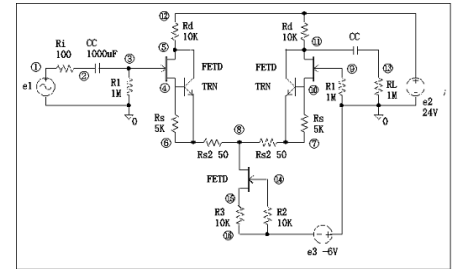 ⑫
Rd
10K
Rd
10K
⑪
CC
Ri
100
CC
1000uF
③
⑤
FETD
FETD
①
②
⑨
⑬
e1
R1
1M
④
TRN
TRN
⑩
R1
1M
RL
1M
e2
24V
0
Rs
5K
Rs
5K
0
⑥
⑧
⑦
Rs2 50
Rs2 50
FETD
⑭
⑮
R3
10K
R2
10K
⑯
e3 -6V